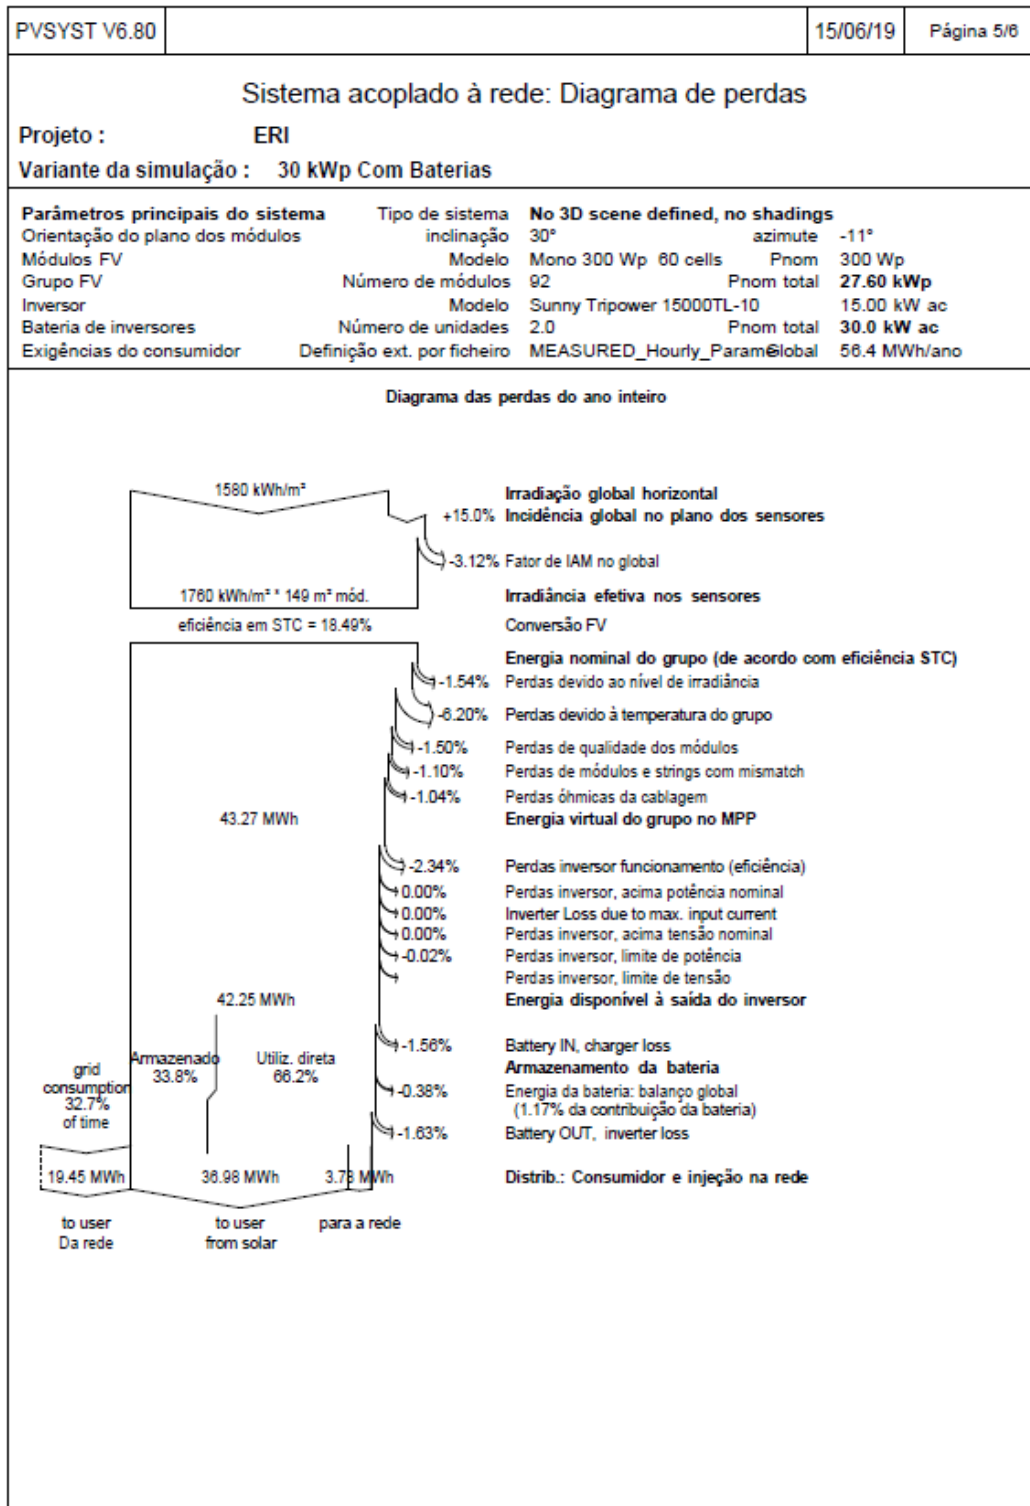 PVSYST V6.80 15/06/19 Página 5/6
Sistema acoplado à rede: Diagrama de perdas
Projeto : ERI
Variante da simulação : 30 kWp Com Baterias
Parâmetros principais do sistema Tipo de sistema No 3D scene defined, no shadings
Orientação do plano dos módulos inclinação 30° azimute -11°
Módulos FV Modelo Mono 300 Wp 60 cells Pnom 300 Wp
Grupo FV Número de módulos 92 Pnom total 27.60 kWp
Inversor Modelo Sunny Tripower 15000TL-10 15.00 kW ac
Bateria de inversores Número de unidades 2.0 Pnom total 30.0 kW ac
Exigências do consumidor Definição ext. por ficheiro MEASURED_Hourly_Param Global 56.4 MWh/ano
Diagrama das perdas do ano inteiro
1580 kWh/m² Irradiação global horizontal
+15.0% Incidência global no plano dos sensores
-3.12% Fator de IAM no global
1760 kWh/m² * 149 m² mód. Irradiância efetiva nos sensores
eficiência em STC = 18.49% Conversão FV
Energia nominal do grupo (de acordo com eficiência STC)
-1.54% Perdas devido ao nível de irradiância
-6.20% Perdas devido à temperatura do grupo
-1.50% Perdas de qualidade dos módulos
-1.10% Perdas de módulos e strings com mismatch
-1.04% Perdas óhmicas da cablagem
43.27 MWh Energia virtual do grupo no MPP
-2.34% Perdas inversor funcionamento (eficiência)
0.00% Perdas inversor, acima potência nominal
0.00% Inverter Loss due to max. input current
0.00% Perdas inversor, acima tensão nominal
-0.02% Perdas inversor, limite de potência
Perdas inversor, limite de tensão
42.25 MWh Energia disponível à saída do inversor
-1.56% Battery IN, charger loss
Armazenado Utiliz. direta Armazenamento da bateria
33.8% 66.2%
grid
consumption
32.7%
of time
-0.38% Energia da bateria: balanço global
(1.17% da contribuição da bateria)
-1.63% Battery OUT, inverter loss
19.45 MWh 36.98 MWh 3.73 MWh Distrib.: Consumidor e injeção na rede
to user to user para a rede
Da rede from solar